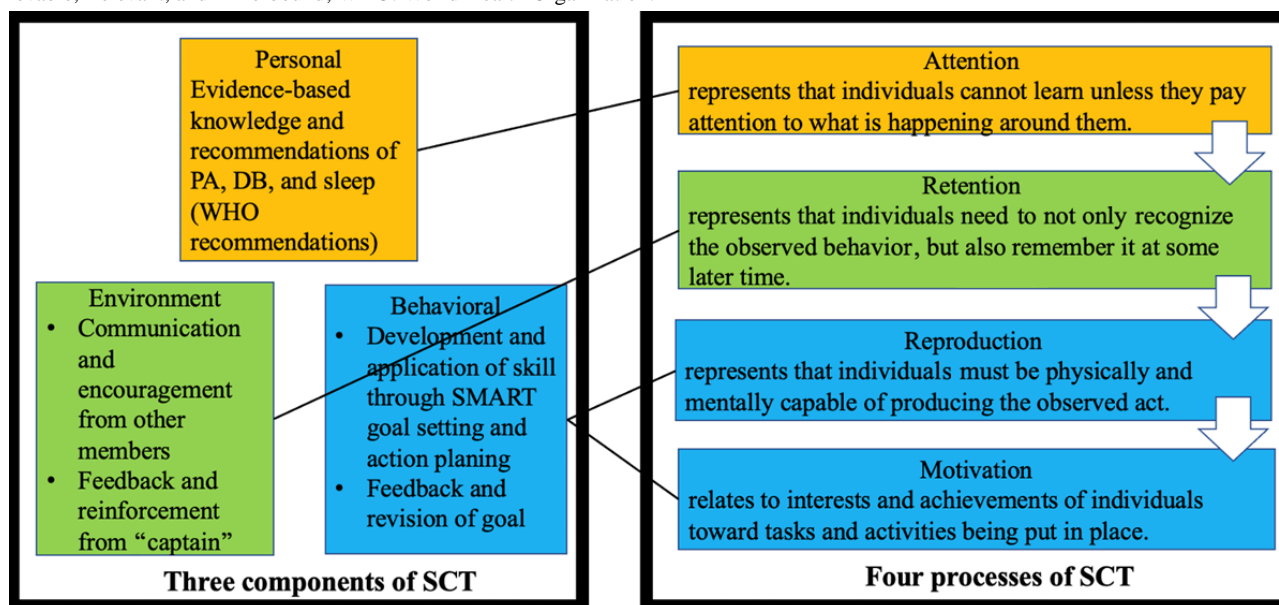 Personal
Evidence-based
knowledge and
recommendations of
PA, DB, and sleep
(WHO
recommendations)
Environment
• Communication
and
encouragement
from other
members
• Feedback and
reinforcement
from “captain”
Behavioral
• Development and
application of skill
through SMART
goal setting and
action planing
• Feedback and
revision of goal
Three components of SCT
Attention
represents that individuals cannot learn unless they pay
attention to what is happening around them.
Retention
represents that individuals need to not only recognize
the observed behavior, but also remember it at some
later time.
Reproduction
represents that individuals must be physically and
mentally capable of producing the observed act.
Motivation
relates to interests and achievements of individuals
toward tasks and activities being put in place.
Four processes of SCT